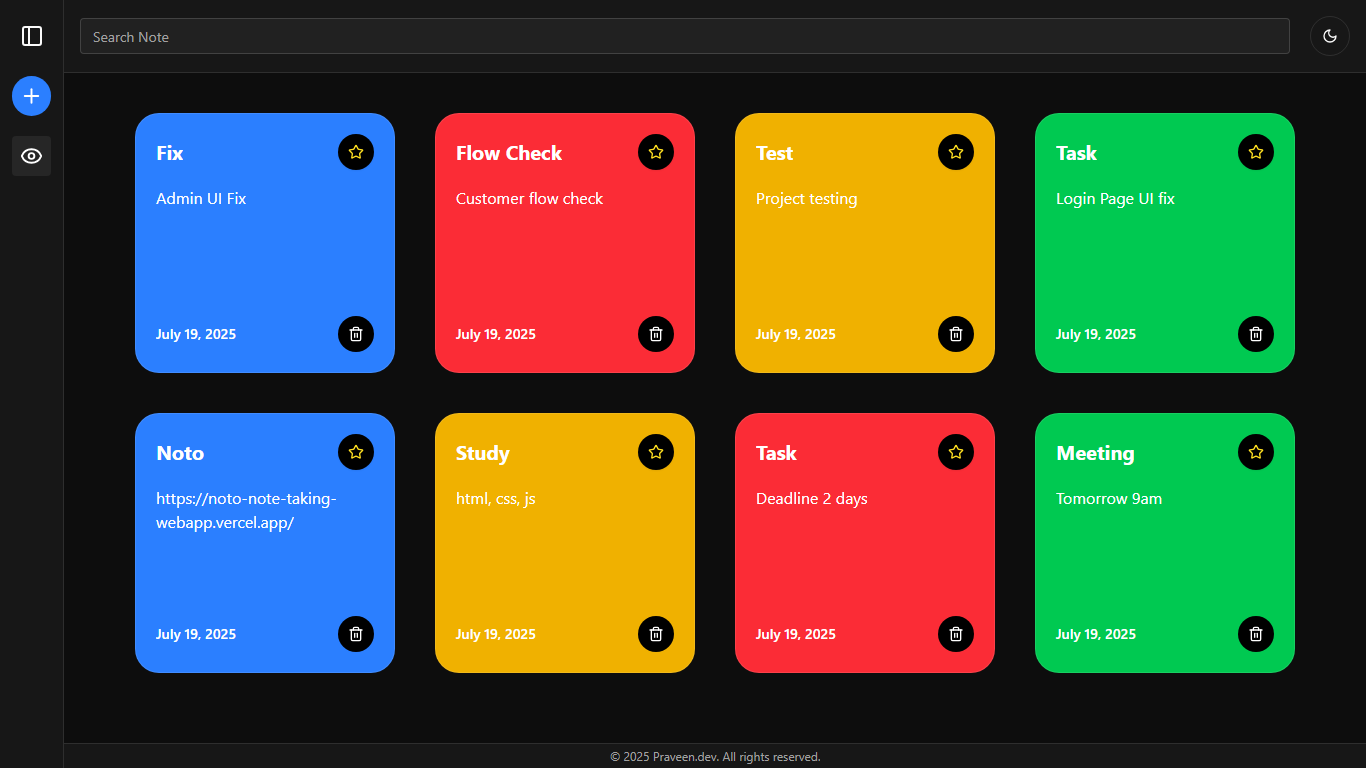 Search Note
Fix
Admin UI Fix
July 19, 2025
Flow Check
Customer flow check
July 19, 2025
Test
Project testing
July 19, 2025
Task
Login Page UI fix
July 19, 2025
Noto
https://noto-note-taking-
webapp.vercel.app/
July 19, 2025
Study
html, css, js
July 19, 2025
Task
Deadline 2 days
July 19, 2025
Meeting
Tomorrow 9am
July 19, 2025
© 2025 Praveen.dev. All rights reserved.